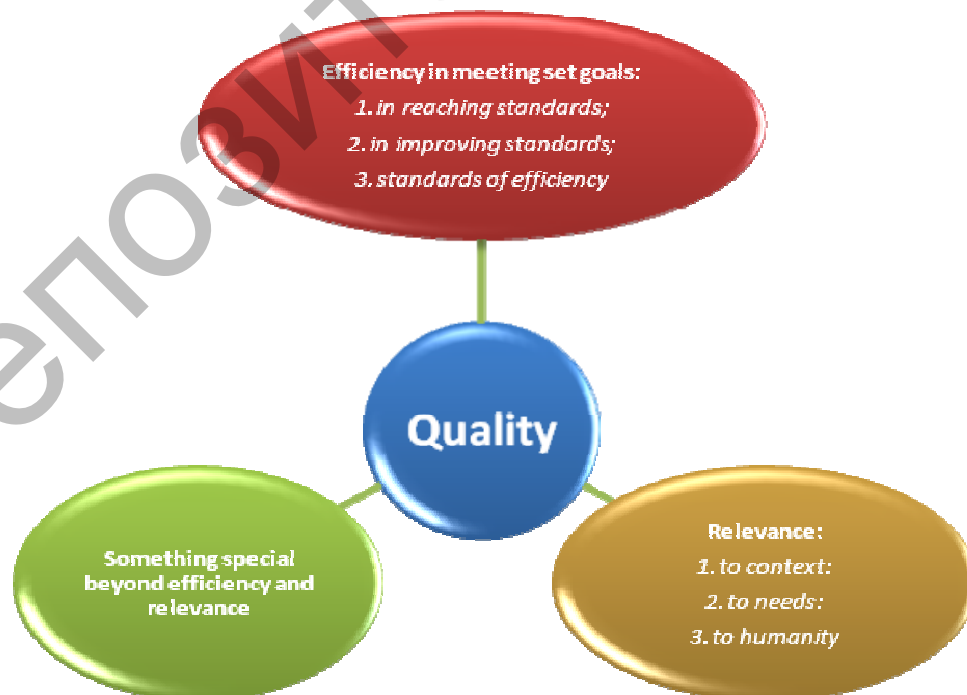 Efficiency in meeting set goals:
1. in reaching standards;
2. in improving standards;
3. standards of efficiency
Quality
Something special
beyond efficiency and
relevance
Relevance:
1. to context:
2. to needs:
3. to humanity
епозит